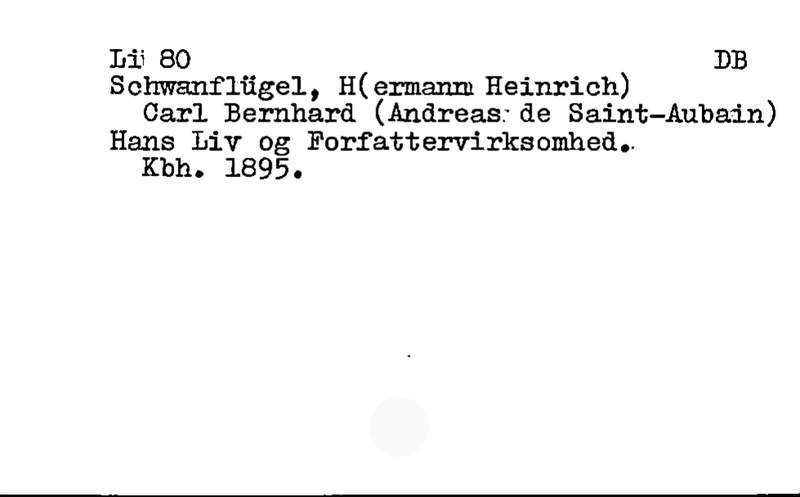 Li 80 DB
Schwanflügel, H(ermann Heinrich)
Carl Bernhard (Andreas de Saint-Aubain)
Hans Liv og Forfattervirksomhed.
Kbh. 1895.